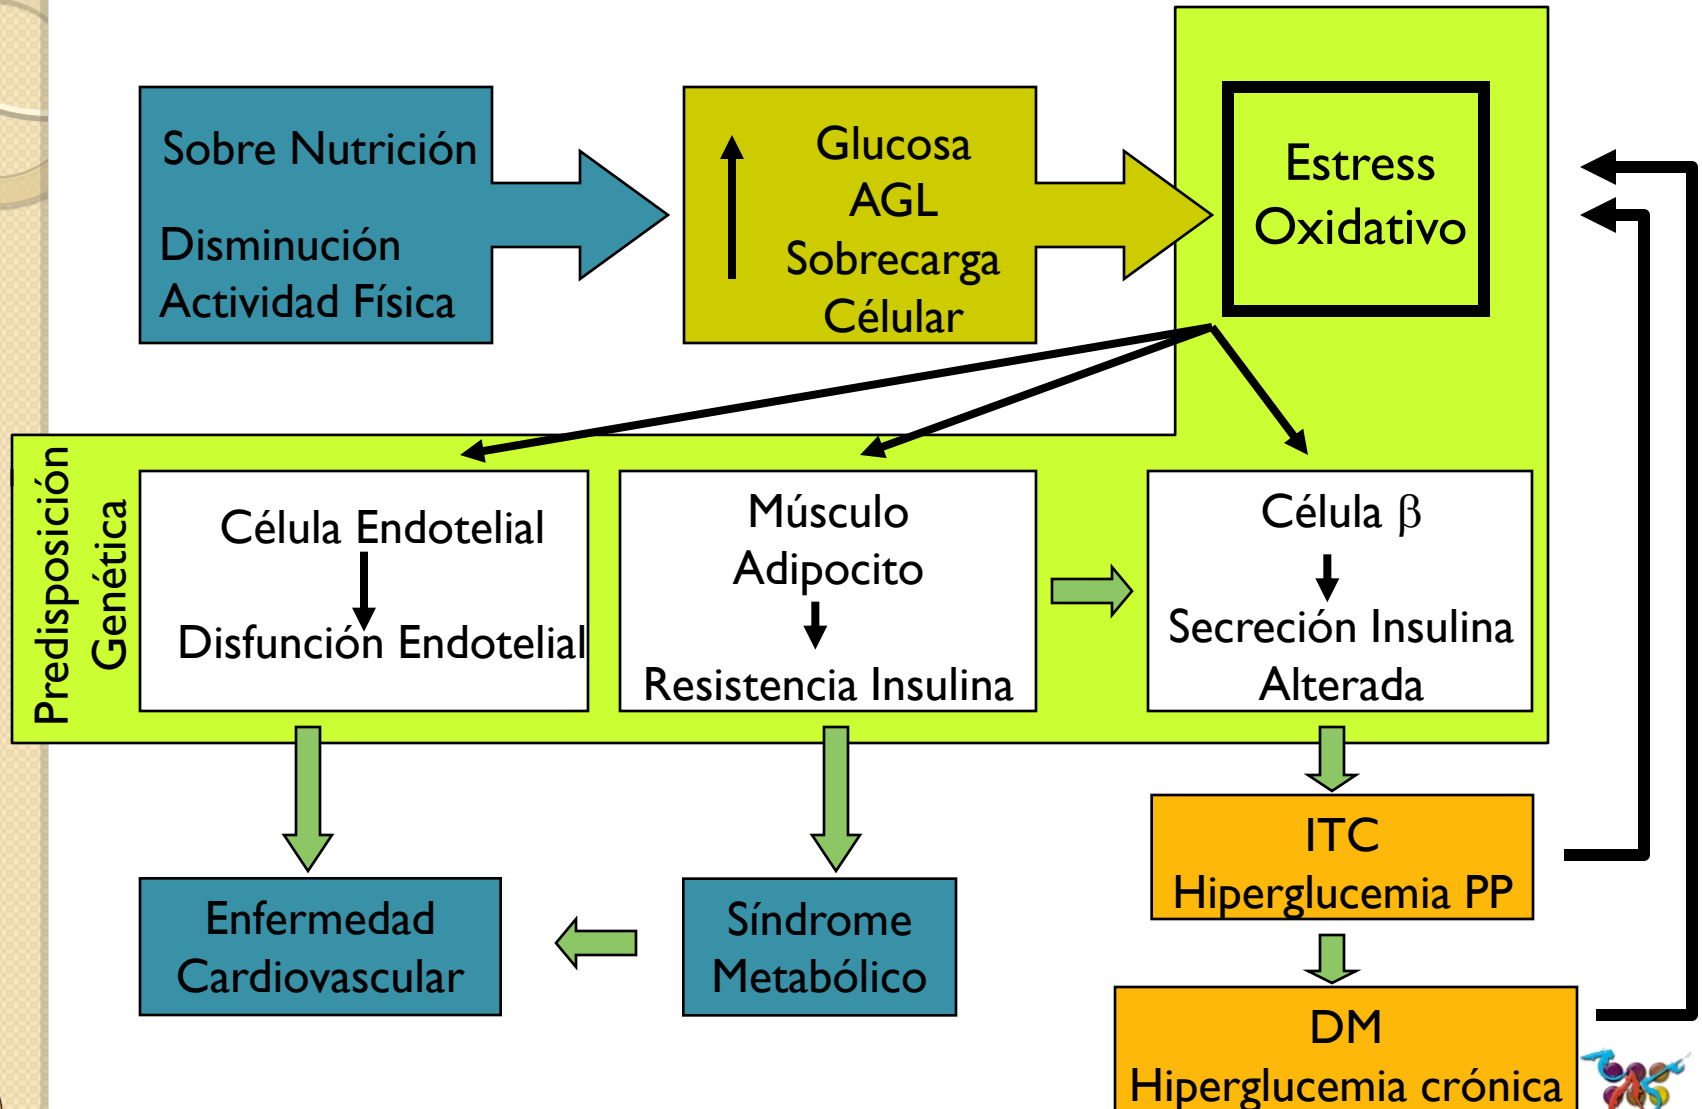 Sobre Nutrición
Disminución
Actividad Física
Glucosa
AGL
Sobrecarga
Célular
Estress
Oxidativo
Predisposición
Genética
Célula Endotelial
Disfunción Endotelial
Músculo
Adipocito
Resistencia Insulina
Célula β
Secreción Insulina
Alterada
Enfermedad
Cardiovascular
Síndrome
Metabólico
ITC
Hiperglucemia PP
DM
Hiperglucemia crónica